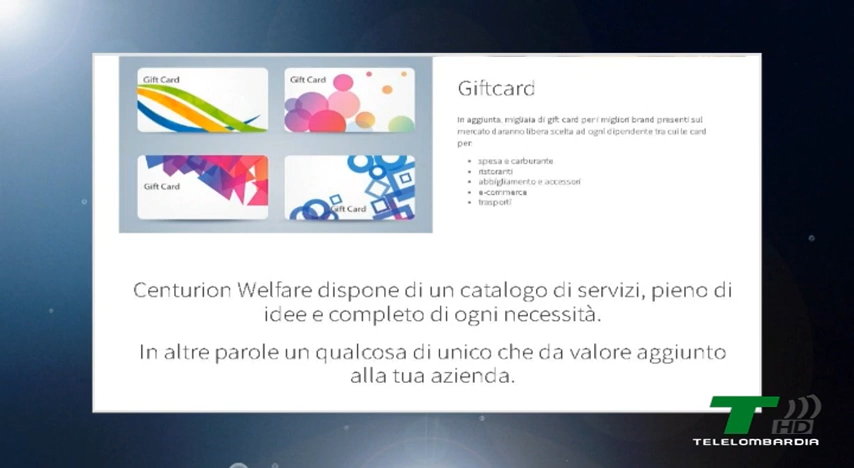 Gift Card
Gift Card
Gift Card
Gift Card
Giftcard
In aggiunta, migliaia di gift card per i migliori brand presenti sul
mercato daranno libera scelta ad ogni dipendente tra cui le card
per:
spesa e carburante
ristoranti
abbigliamento e accessori
e-commerce
trasporti
Centurion Welfare dispone di un catalogo di servizi, pieno di
idee e completo di ogni necessità.
In altre parole un qualcosa di unico che da valore aggiunto
alla tua azienda.
T HD
TELELOMBARDIA